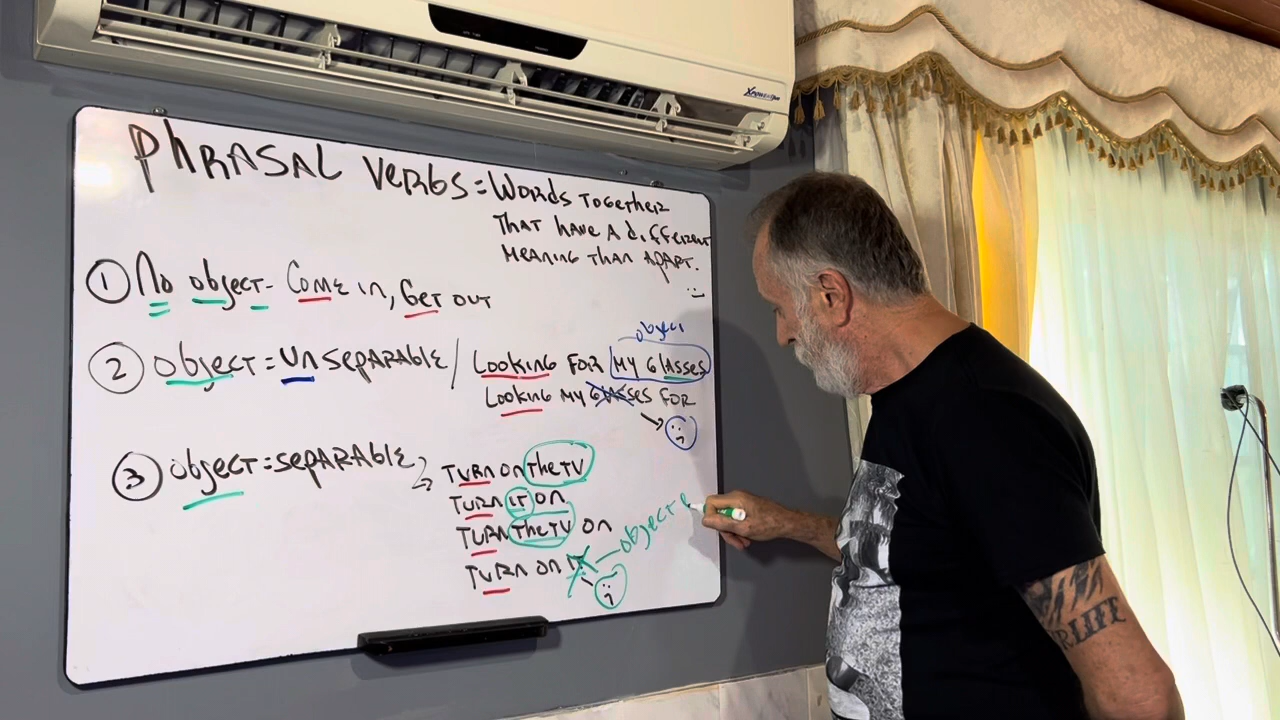 PhRASAL VERBS = WORDS TOGETHER
THAT HAVE A DIFFERENT
MEANING THAN APART.
① NO object - COME IN, GET OUT
object
② object = UNSEPARABLE / LOOKING FOR MY GLASSES
LOOKING MY GLASSES FOR
③ object = SEPARABLE
TURN ON The TV
TURN IT ON
TURN The TV ON
TURN ON IT - object
RLIFE